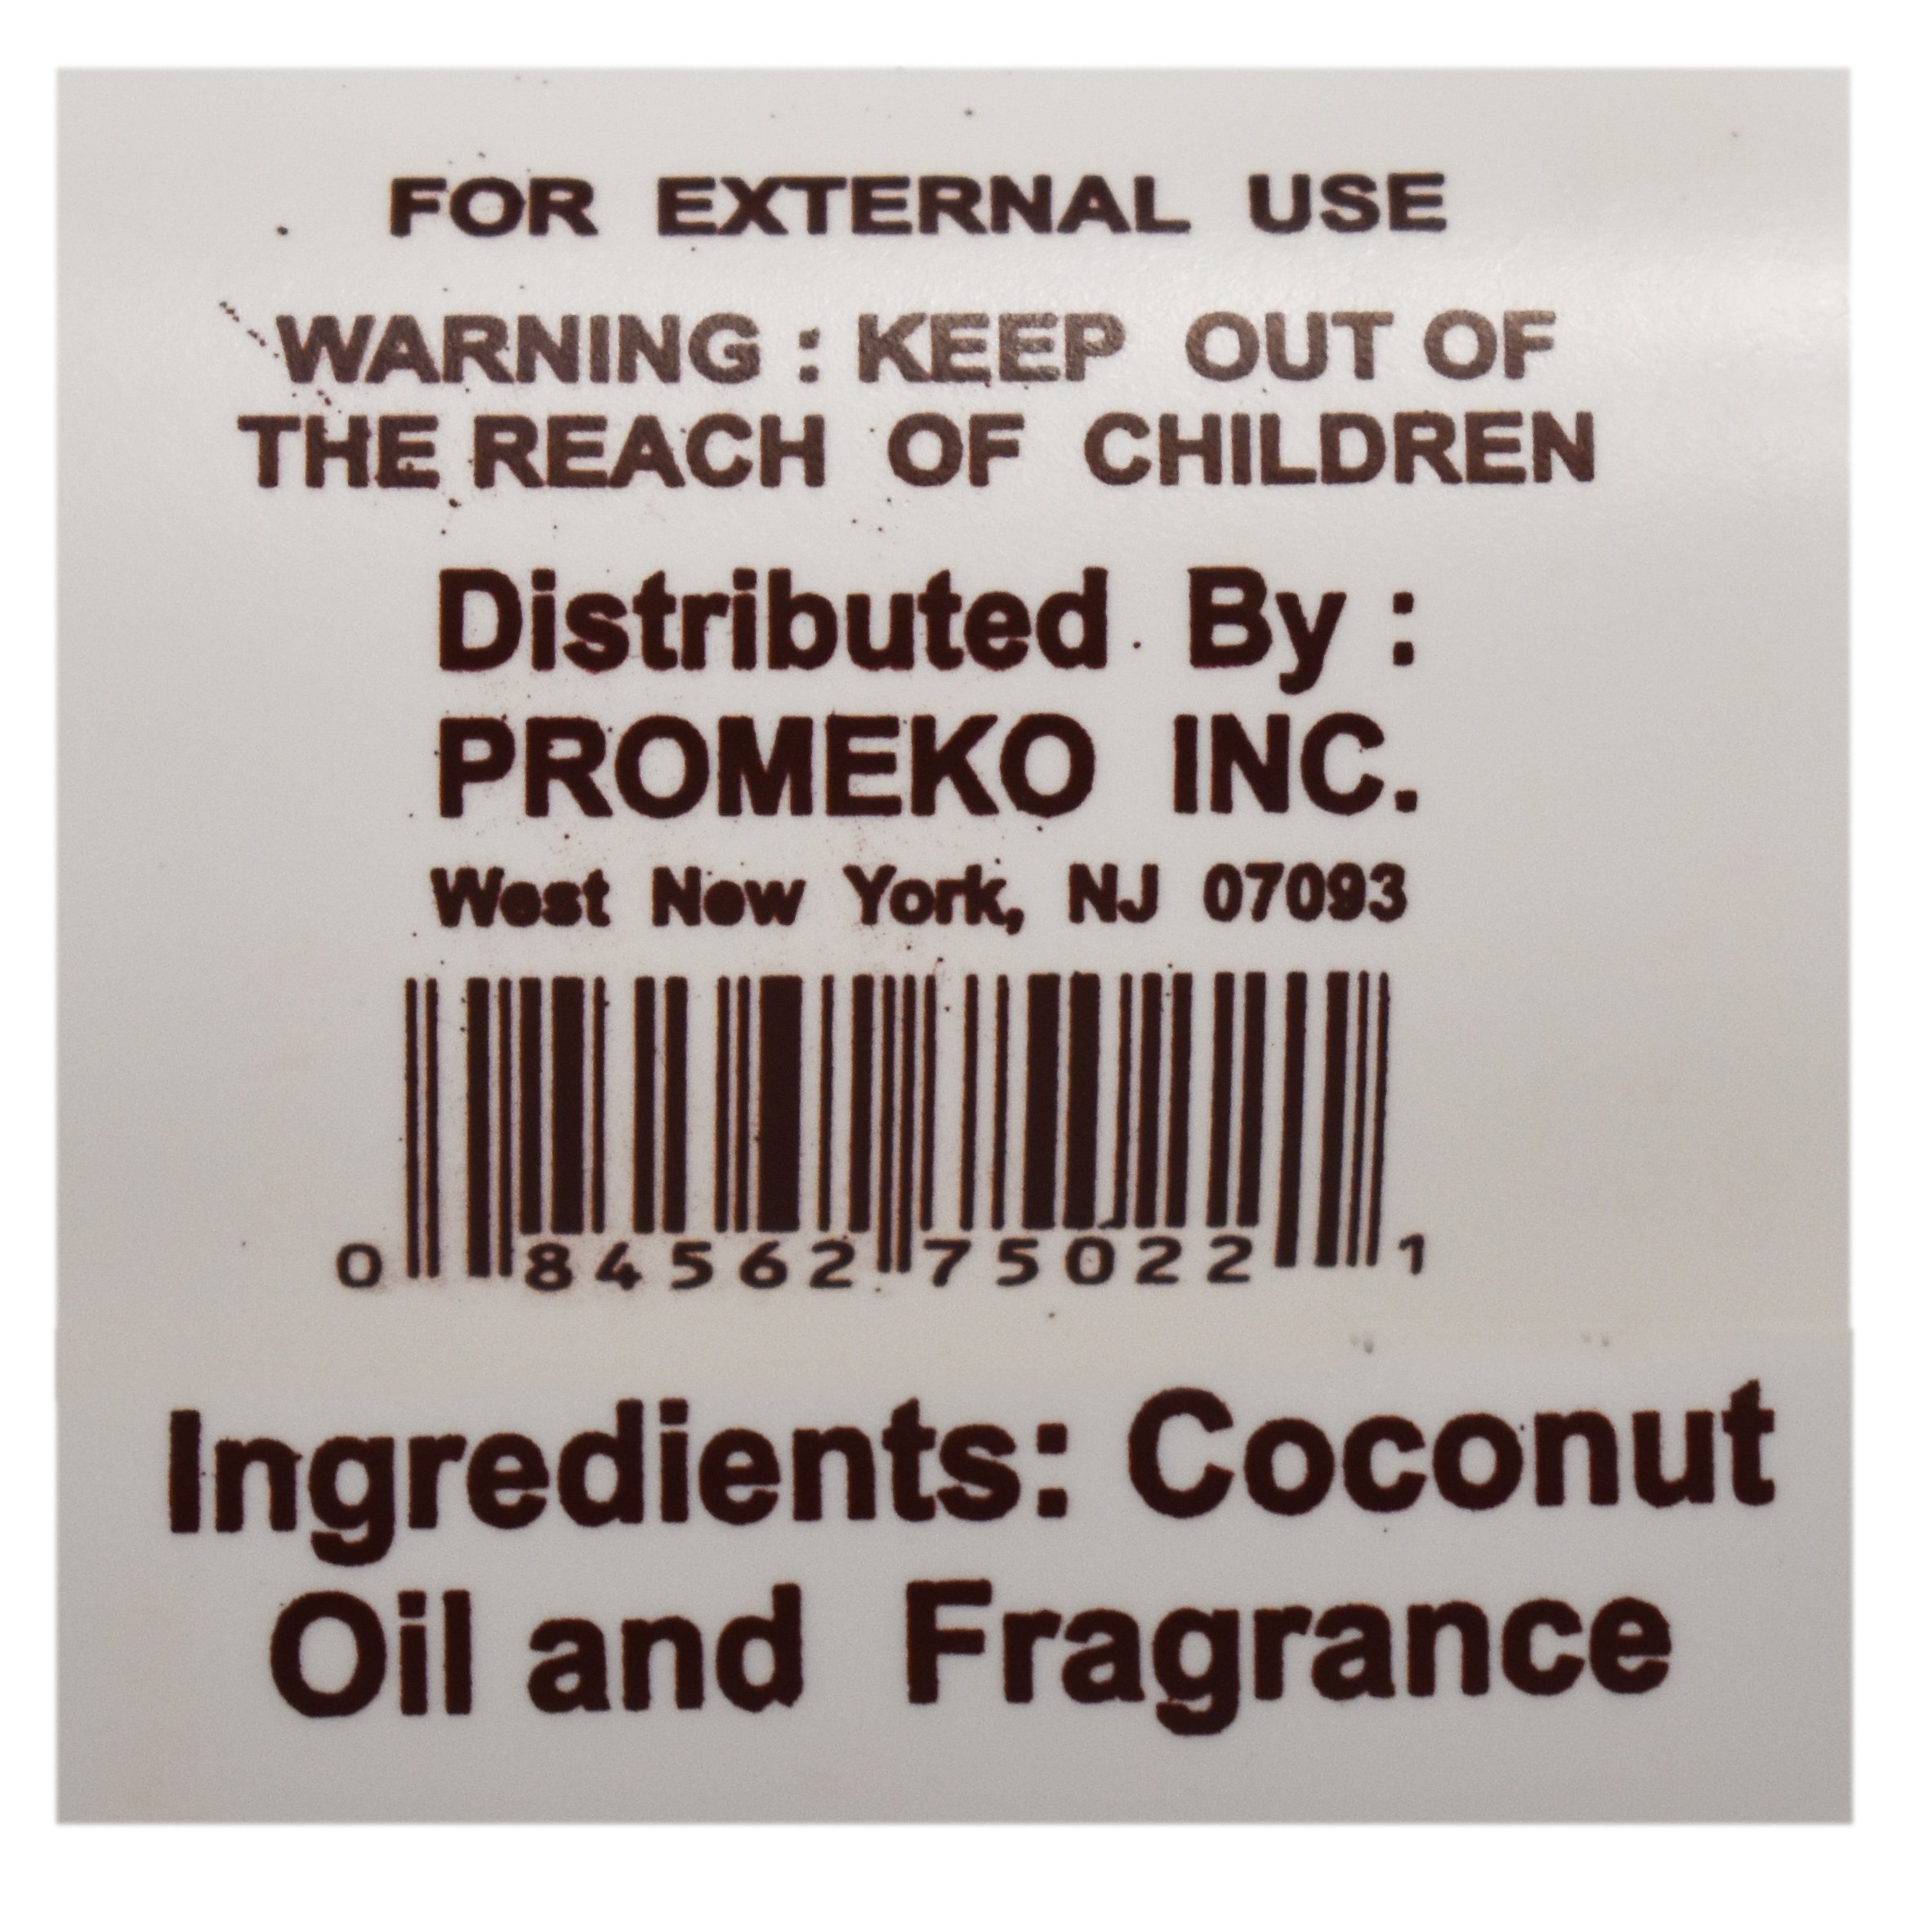 FOR EXTERNAL USE
WARNING : KEEP OUT OF
THE REACH OF CHILDREN
Distributed By :
PROMEKO INC.
West New York, NJ 07093
0 84562 75022 1
Ingredients: Coconut
Oil and Fragrance